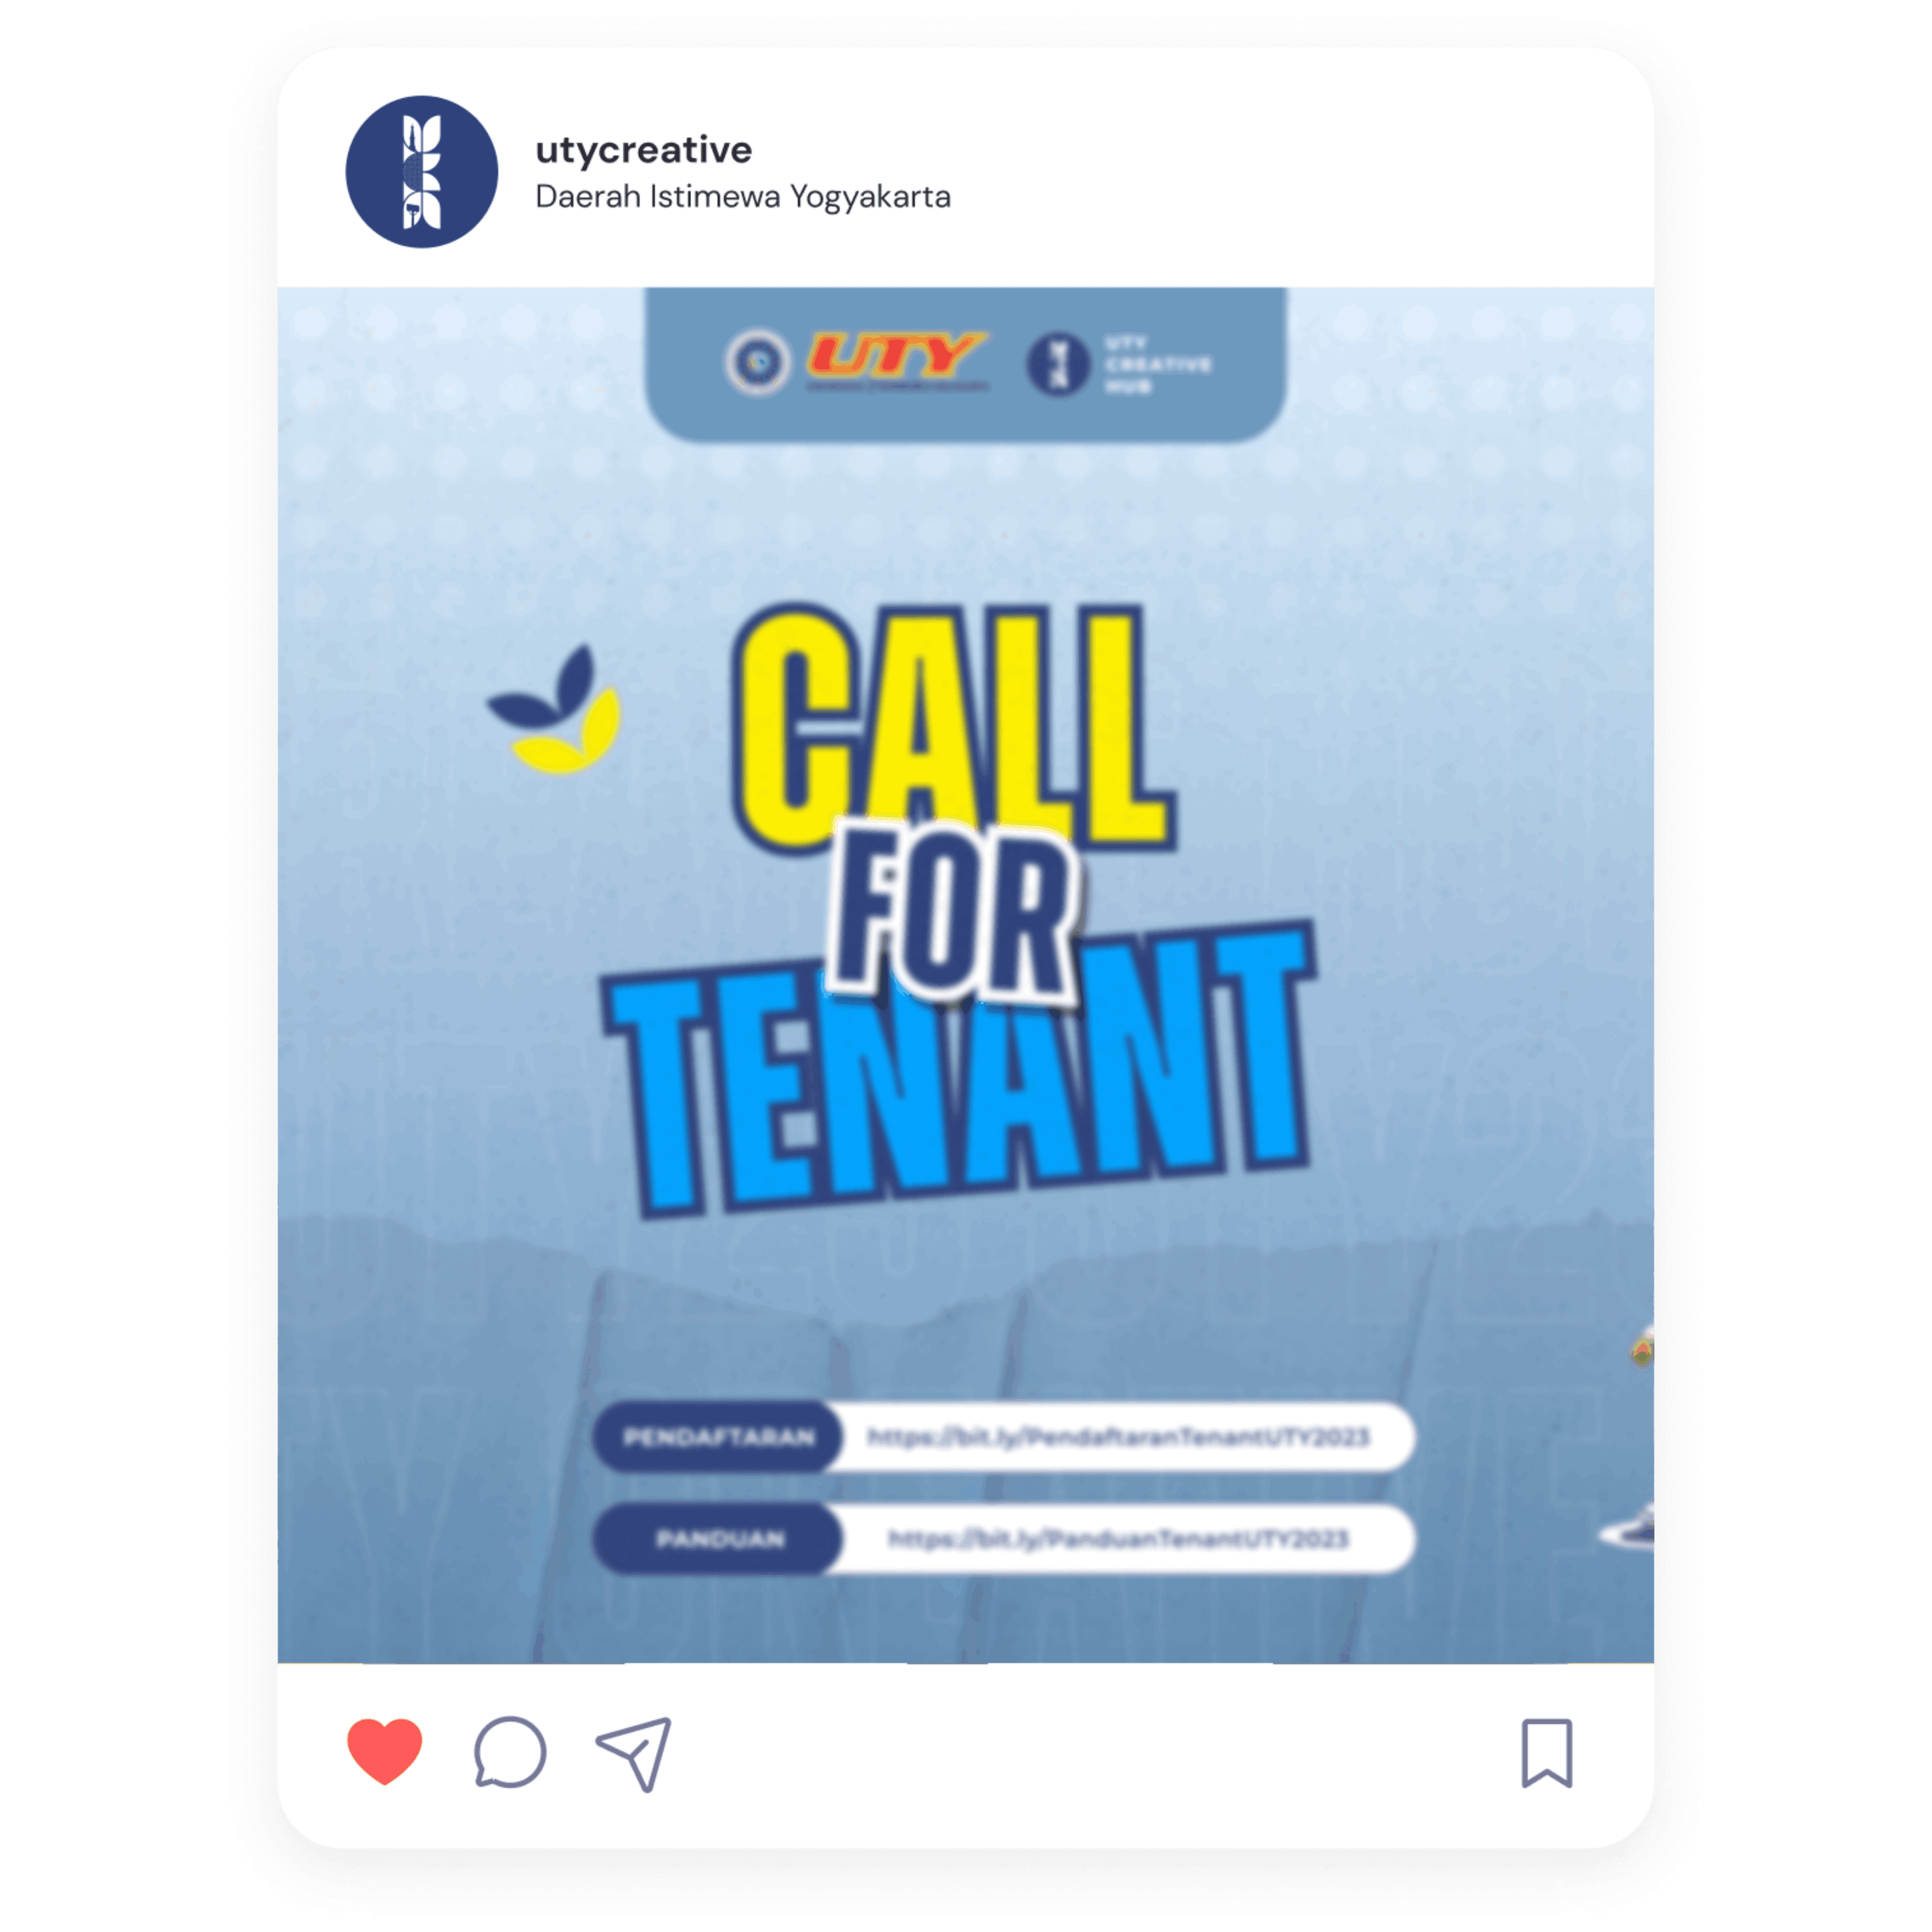 utycreative
Daerah Istimewa Yogyakarta
UTY
UTY
CREATIVE
HUB
CALL
FOR
TENANT
PENDAFTARAN https://bit.ly/PendaftaranTenantUTY2023
PANDUAN https://bit.ly/PanduanTenantUTY2023